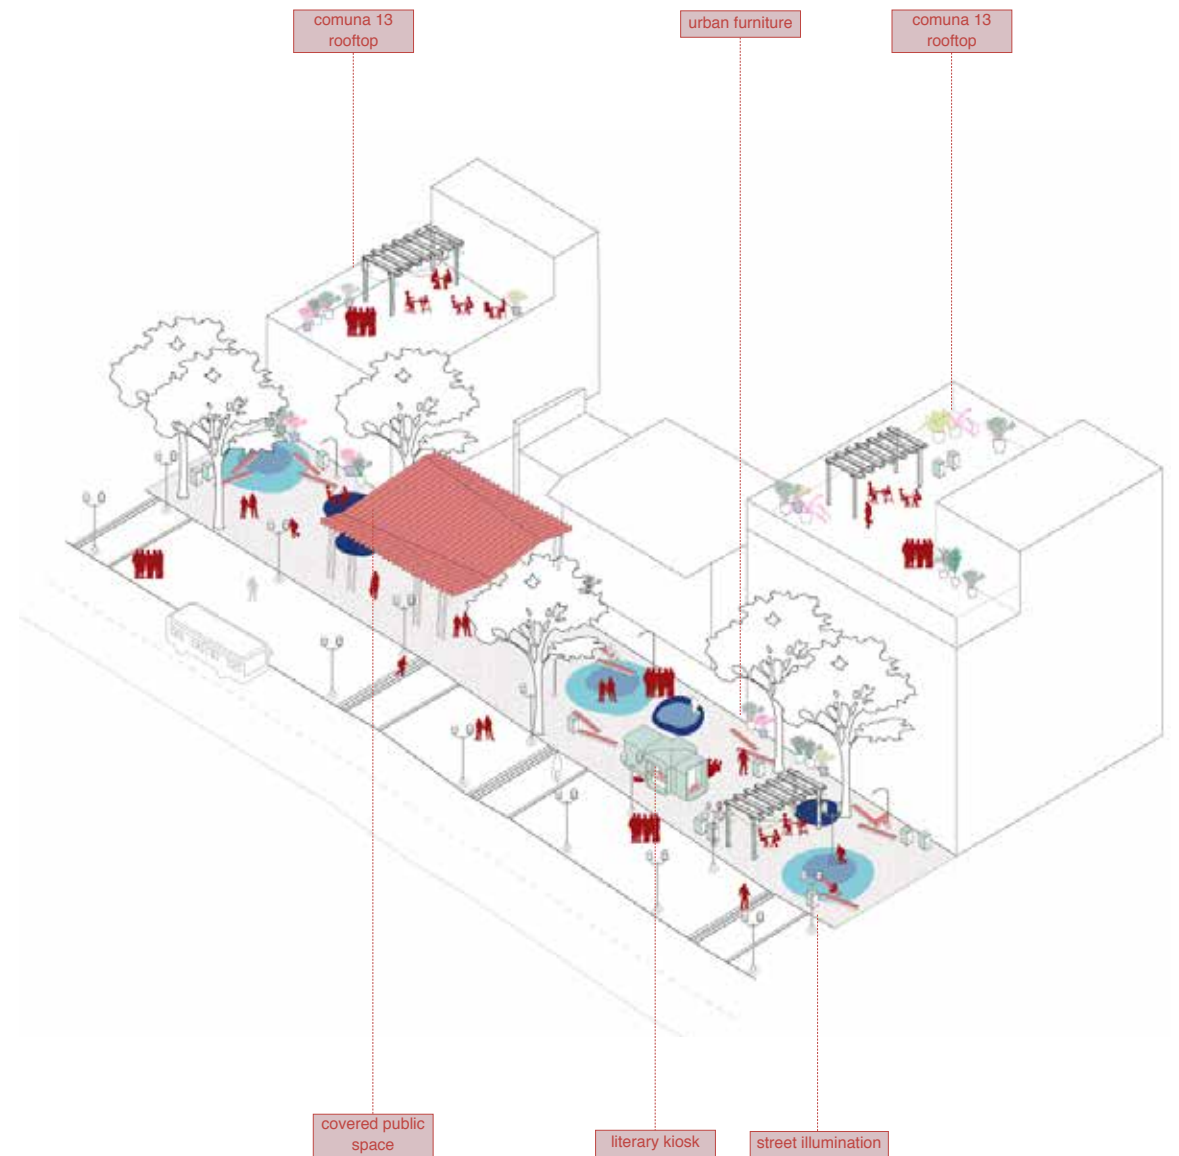 comuna 13
rooftop
urban furniture
comuna 13
rooftop
covered public
space
literary kiosk
street illumination